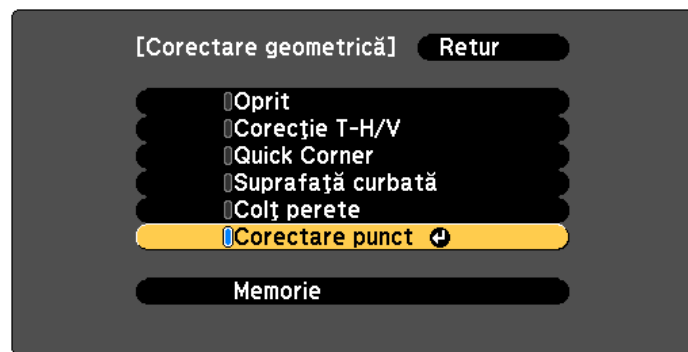 [Corectare geometrică] Retur
Oprit
Corecţie T-H/V
Quick Corner
Suprafaţă curbată
Colţ perete
Corectare punct
Memorie